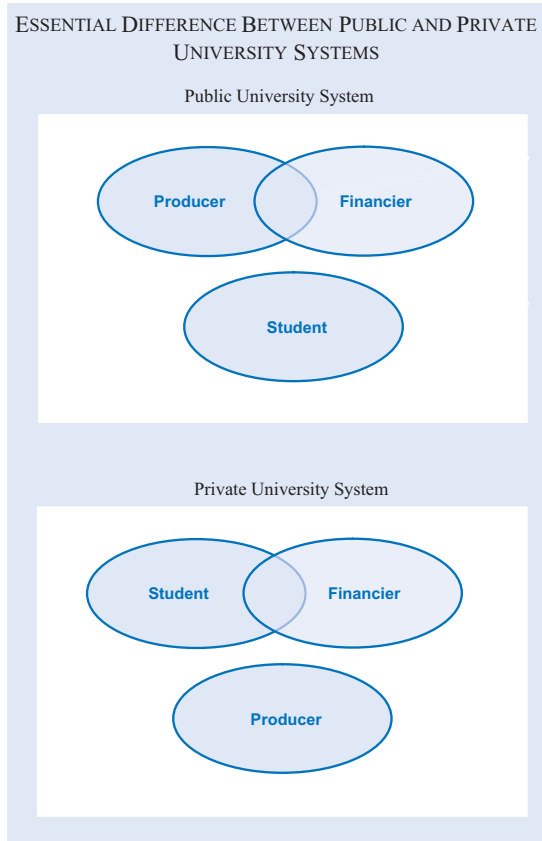 ESSENTIAL DIFFERENCE BETWEEN PUBLIC AND PRIVATE
UNIVERSITY SYSTEMS
Public University System
Producer
Financier
Student
Private University System
Student
Financier
Producer